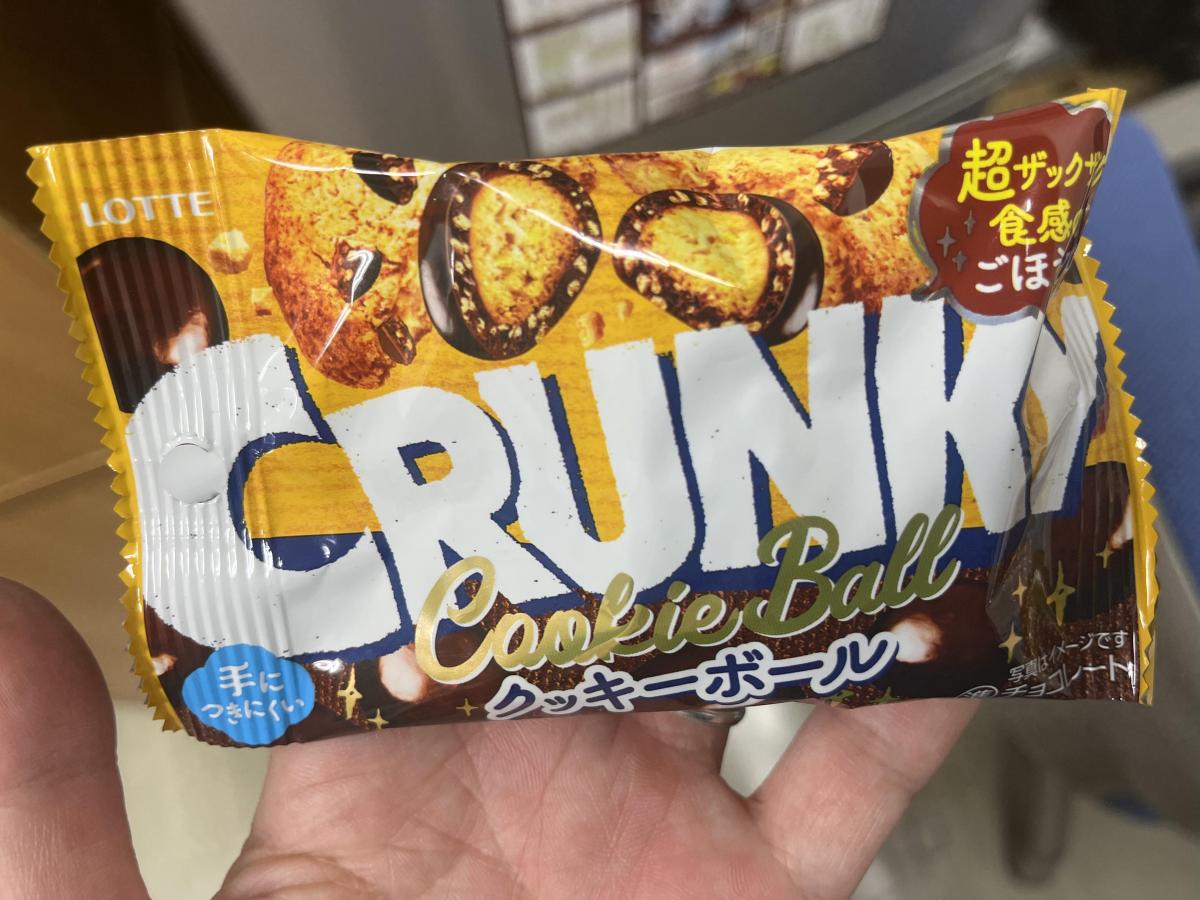 LOTTE
超ザックザク
食感の
ごほ
CRUNKY
Cookie Ball
クッキーボール
手に
つきにくい
写真はイメージです
チョコレート